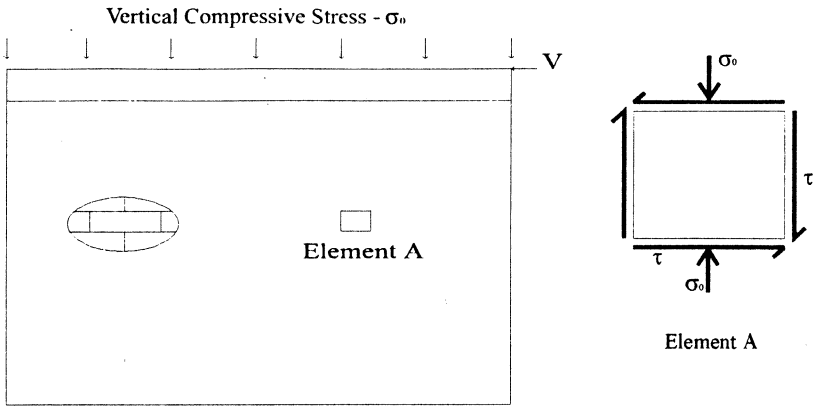 Vertical Compressive Stress - σ₀
V
Element A
σ₀
τ
τ
σ₀
Element A